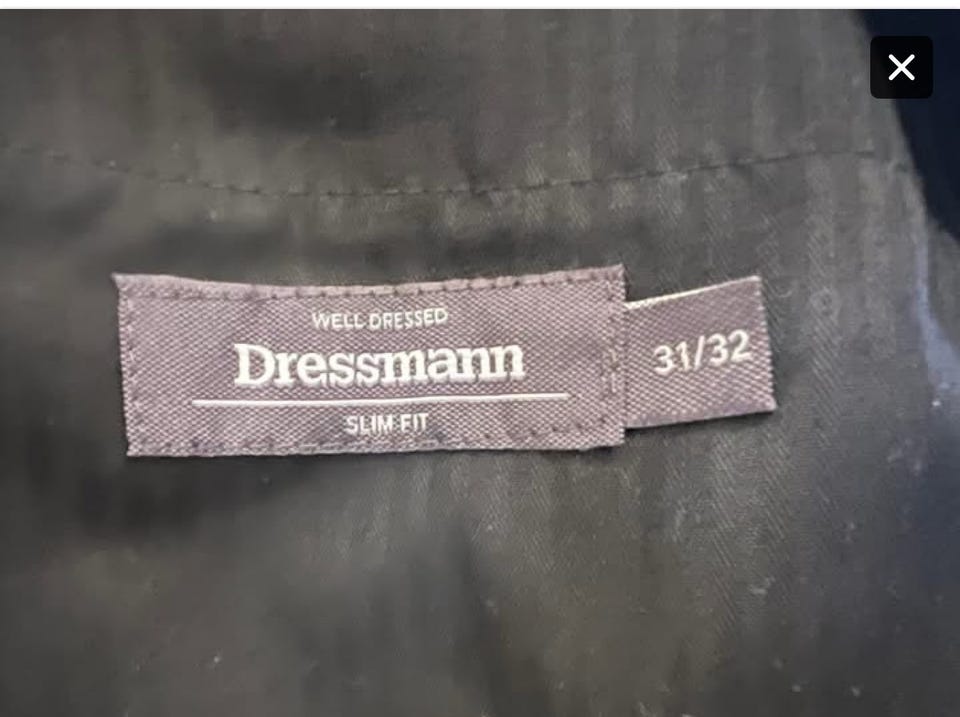 WELL DRESSED
Dressmann
SLIM FIT
31/32